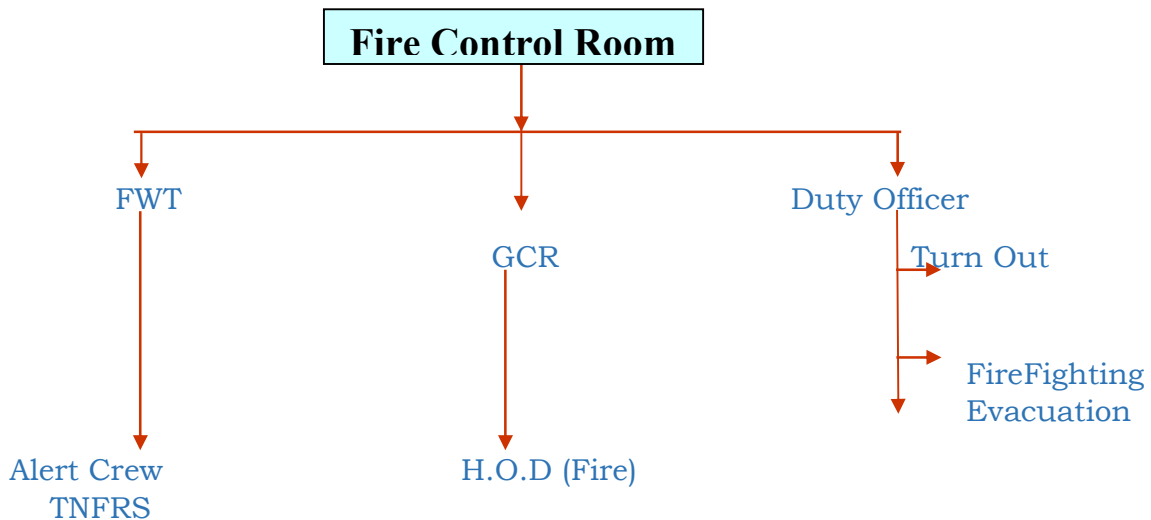 Fire Control Room
FWT
Duty Officer
GCR
Turn Out
FireFighting
Evacuation
Alert Crew
TNFRS
H.O.D (Fire)